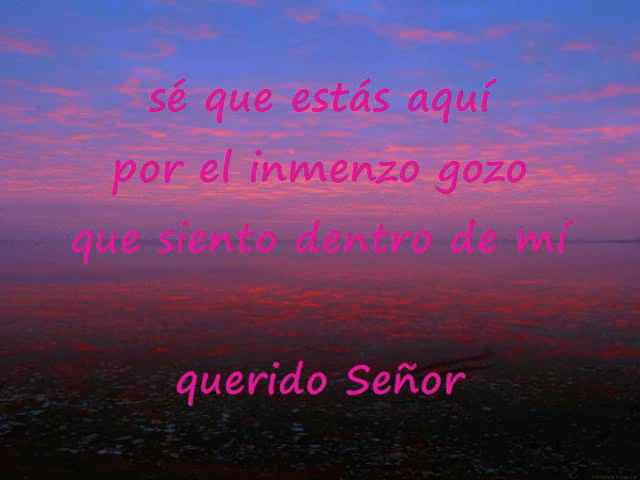 sé que estás aquí
por el inmenzo gozo
que siento dentro de mí
querido Señor